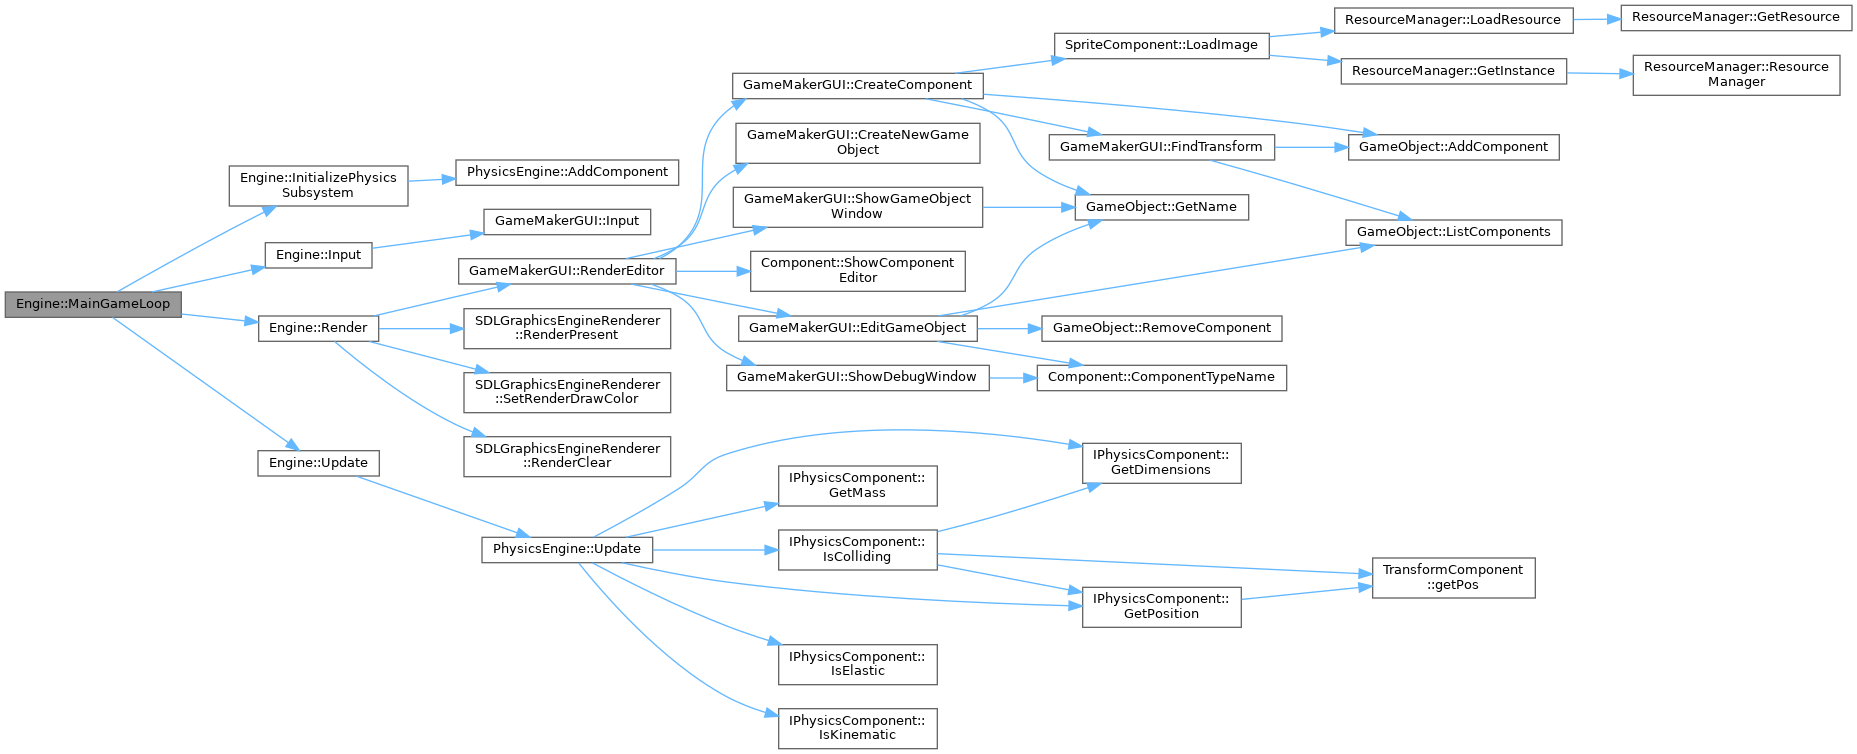 Engine::MainGameLoop
Engine::InitializePhysics
Subsystem
PhysicsEngine::AddComponent
Engine::Input
GameMakerGUI::Input
Engine::Render
GameMakerGUI::RenderEditor
GameMakerGUI::CreateComponent
SpriteComponent::LoadImage
ResourceManager::LoadResource
ResourceManager::GetResource
ResourceManager::GetInstance
ResourceManager::Resource
Manager
GameMakerGUI::FindTransform
GameObject::AddComponent
GameObject::ListComponents
GameObject::GetName
GameMakerGUI::CreateNewGame
Object
GameMakerGUI::ShowGameObject
Window
Component::ShowComponent
Editor
GameMakerGUI::EditGameObject
GameObject::RemoveComponent
Component::ComponentTypeName
GameMakerGUI::ShowDebugWindow
SDLGraphicsEngineRenderer
::RenderPresent
SDLGraphicsEngineRenderer
::SetRenderDrawColor
SDLGraphicsEngineRenderer
::RenderClear
Engine::Update
PhysicsEngine::Update
IPhysicsComponent::
GetDimensions
IPhysicsComponent::
GetMass
IPhysicsComponent::
IsColliding
IPhysicsComponent::
GetPosition
TransformComponent
::getPos
IPhysicsComponent::
IsElastic
IPhysicsComponent::
IsKinematic